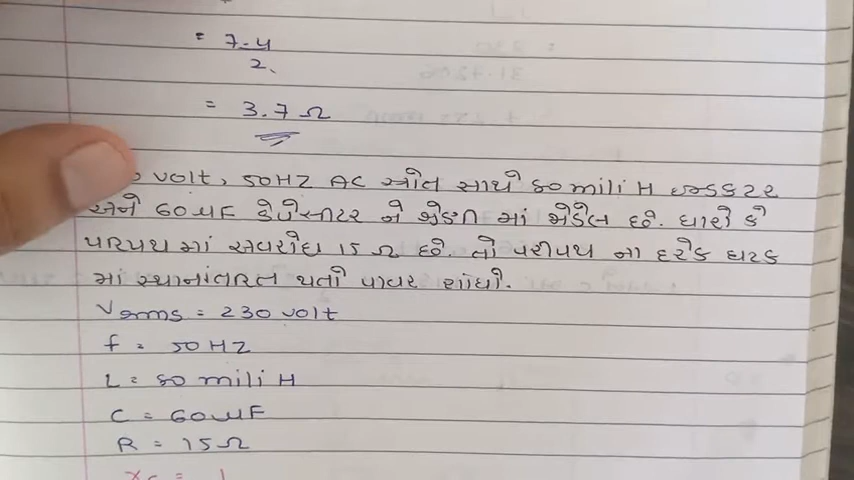 = 7.4
2.
= 3.7 Ω
volt, 50HZ AC સ્ત્રોત સાથે 80 mili H ઇન્ડક્ટર
અને 60 μF કેપેસીટર ને શ્રેણી માં જોડેલ છે. ધારો કે
પરિપથ માં અવરોધ 15 Ω છે. તો પરીપથ ના દરેક ઘટક
માં સ્થાનાંતરિત થતો પાવર શોધો.
Vrms = 230 volt
f = 50 HZ
L = 80 mili H
C = 60 μF
R = 15 Ω
Xc = 1